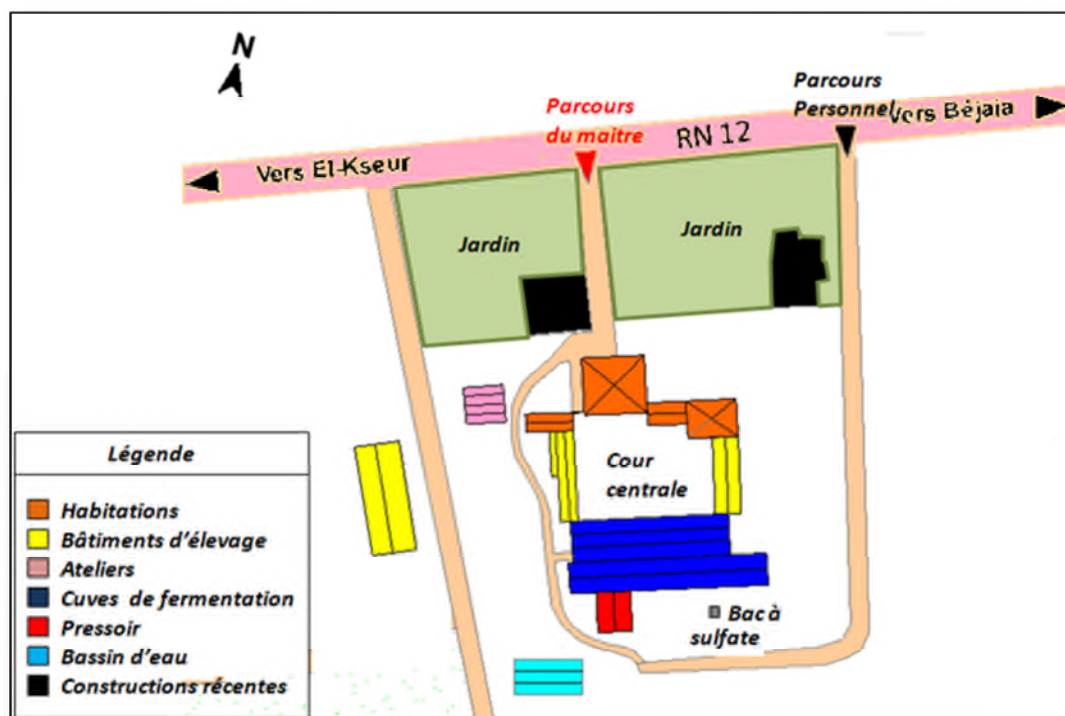 N
Parcours
Personnel
Parcours
du maître
RN 12
Vers Béjaia
Vers El-Kseur
Jardin
Jardin
Cour
centrale
Bac à
sulfate
Légende
Habitations
Bâtiments d'élevage
Ateliers
Cuves de fermentation
Pressoir
Bassin d'eau
Constructions récentes